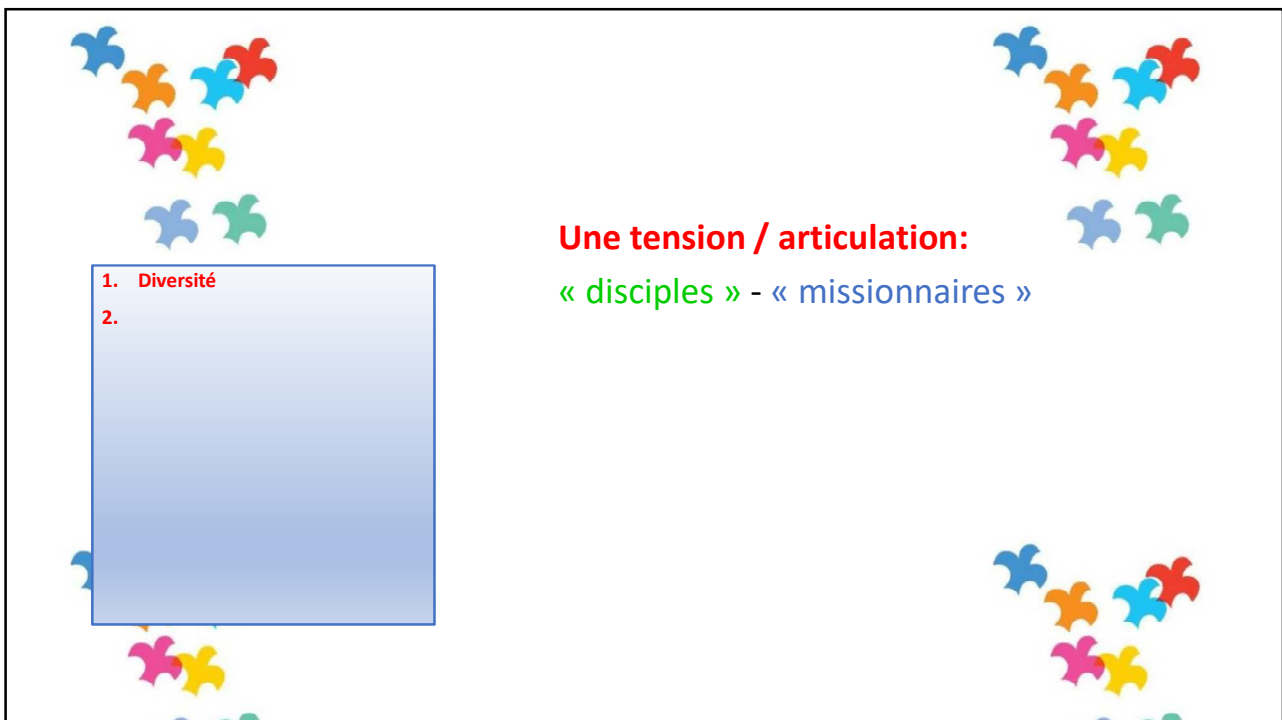 Une tension / articulation:
« disciples » - « missionnaires »
1. Diversité
2.